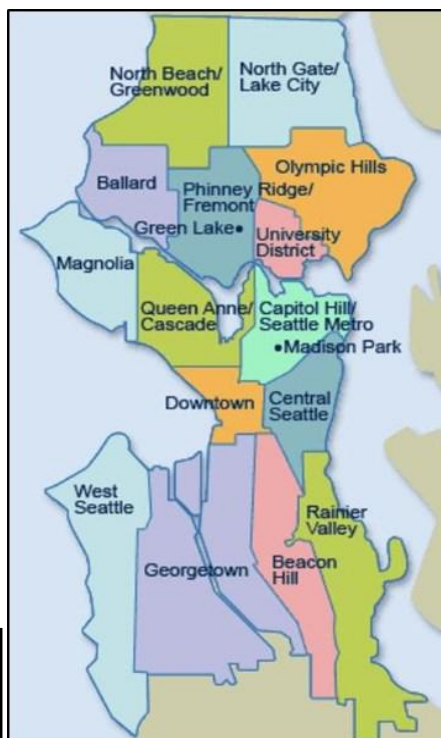 North Beach/
Greenwood
North Gate/
Lake City
Ballard
Phinney Ridge/
Fremont
Green Lake
Olympic Hills
University
District
Magnolia
Queen Anne/
Cascade
Capitol Hill/
Seattle Metro
Madison Park
Downtown
Central
Seattle
West
Seattle
Georgetown
Beacon
Hill
Rainier
Valley